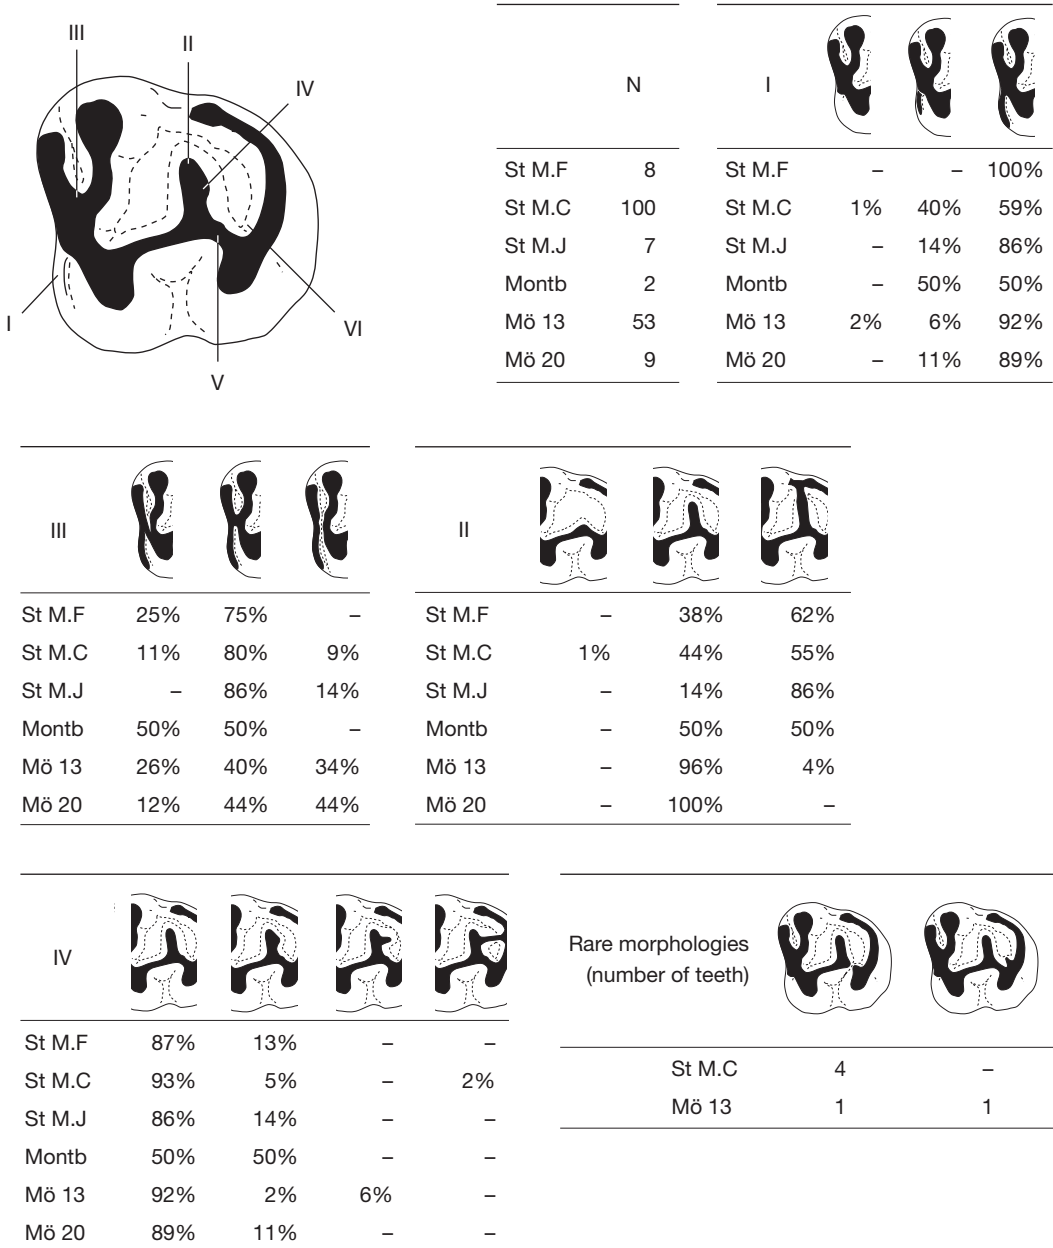 III
II
IV
I
VI
V
N
St M.F 8
St M.C 100
St M.J 7
Montb 2
Mö 13 53
Mö 20 9
I
St M.F – – 100%
St M.C 1% 40% 59%
St M.J – 14% 86%
Montb – 50% 50%
Mö 13 2% 6% 92%
Mö 20 – 11% 89%
III
St M.F 25% 75% –
St M.C 11% 80% 9%
St M.J – 86% 14%
Montb 50% 50% –
Mö 13 26% 40% 34%
Mö 20 12% 44% 44%
II
St M.F – 38% 62%
St M.C 1% 44% 55%
St M.J – 14% 86%
Montb – 50% 50%
Mö 13 – 96% 4%
Mö 20 – 100% –
IV
St M.F 87% 13% – –
St M.C 93% 5% – 2%
St M.J 86% 14% – –
Montb 50% 50% – –
Mö 13 92% 2% 6% –
Mö 20 89% 11% – –
Rare morphologies
(number of teeth)
St M.C 4 –
Mö 13 1 1